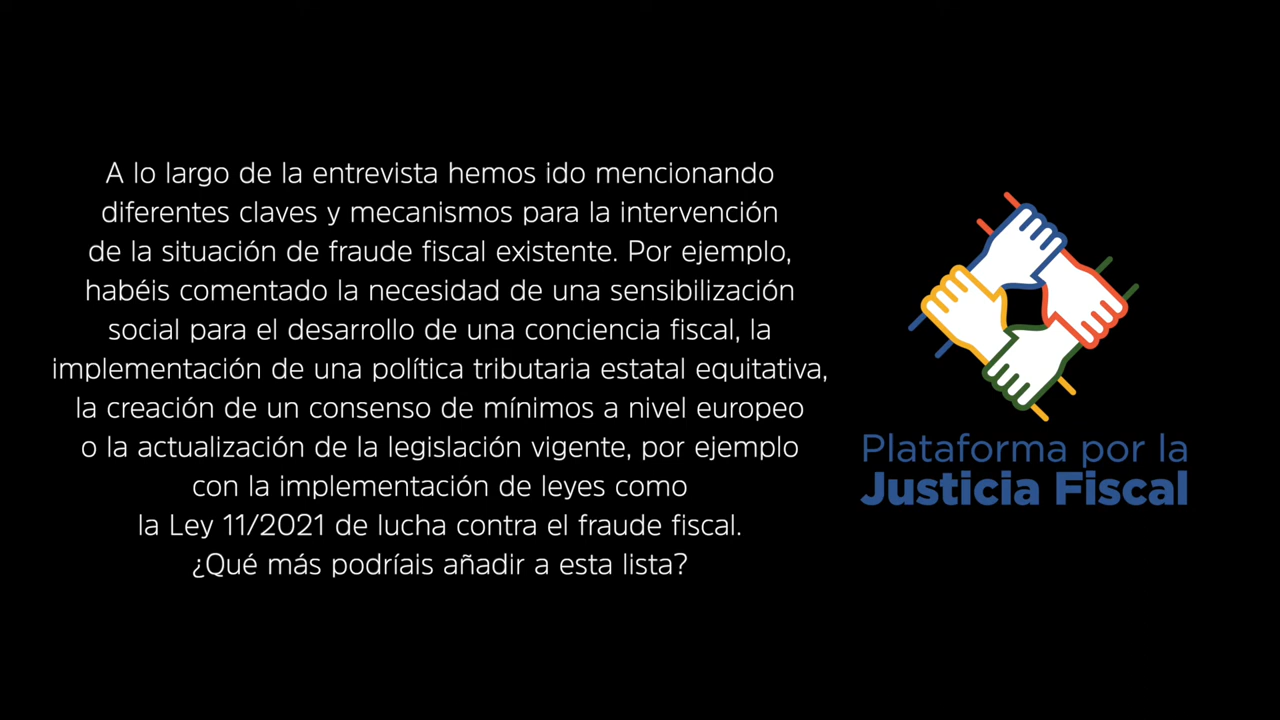 A lo largo de la entrevista hemos ido mencionando
diferentes claves y mecanismos para la intervención
de la situación de fraude fiscal existente. Por ejemplo,
habéis comentado la necesidad de una sensibilización
social para el desarrollo de una conciencia fiscal, la
implementación de una política tributaria estatal equitativa,
la creación de un consenso de mínimos a nivel europeo
o la actualización de la legislación vigente, por ejemplo
con la implementación de leyes como
la Ley 11/2021 de lucha contra el fraude fiscal.
¿Qué más podríais añadir a esta lista?
Plataforma por la
Justicia Fiscal